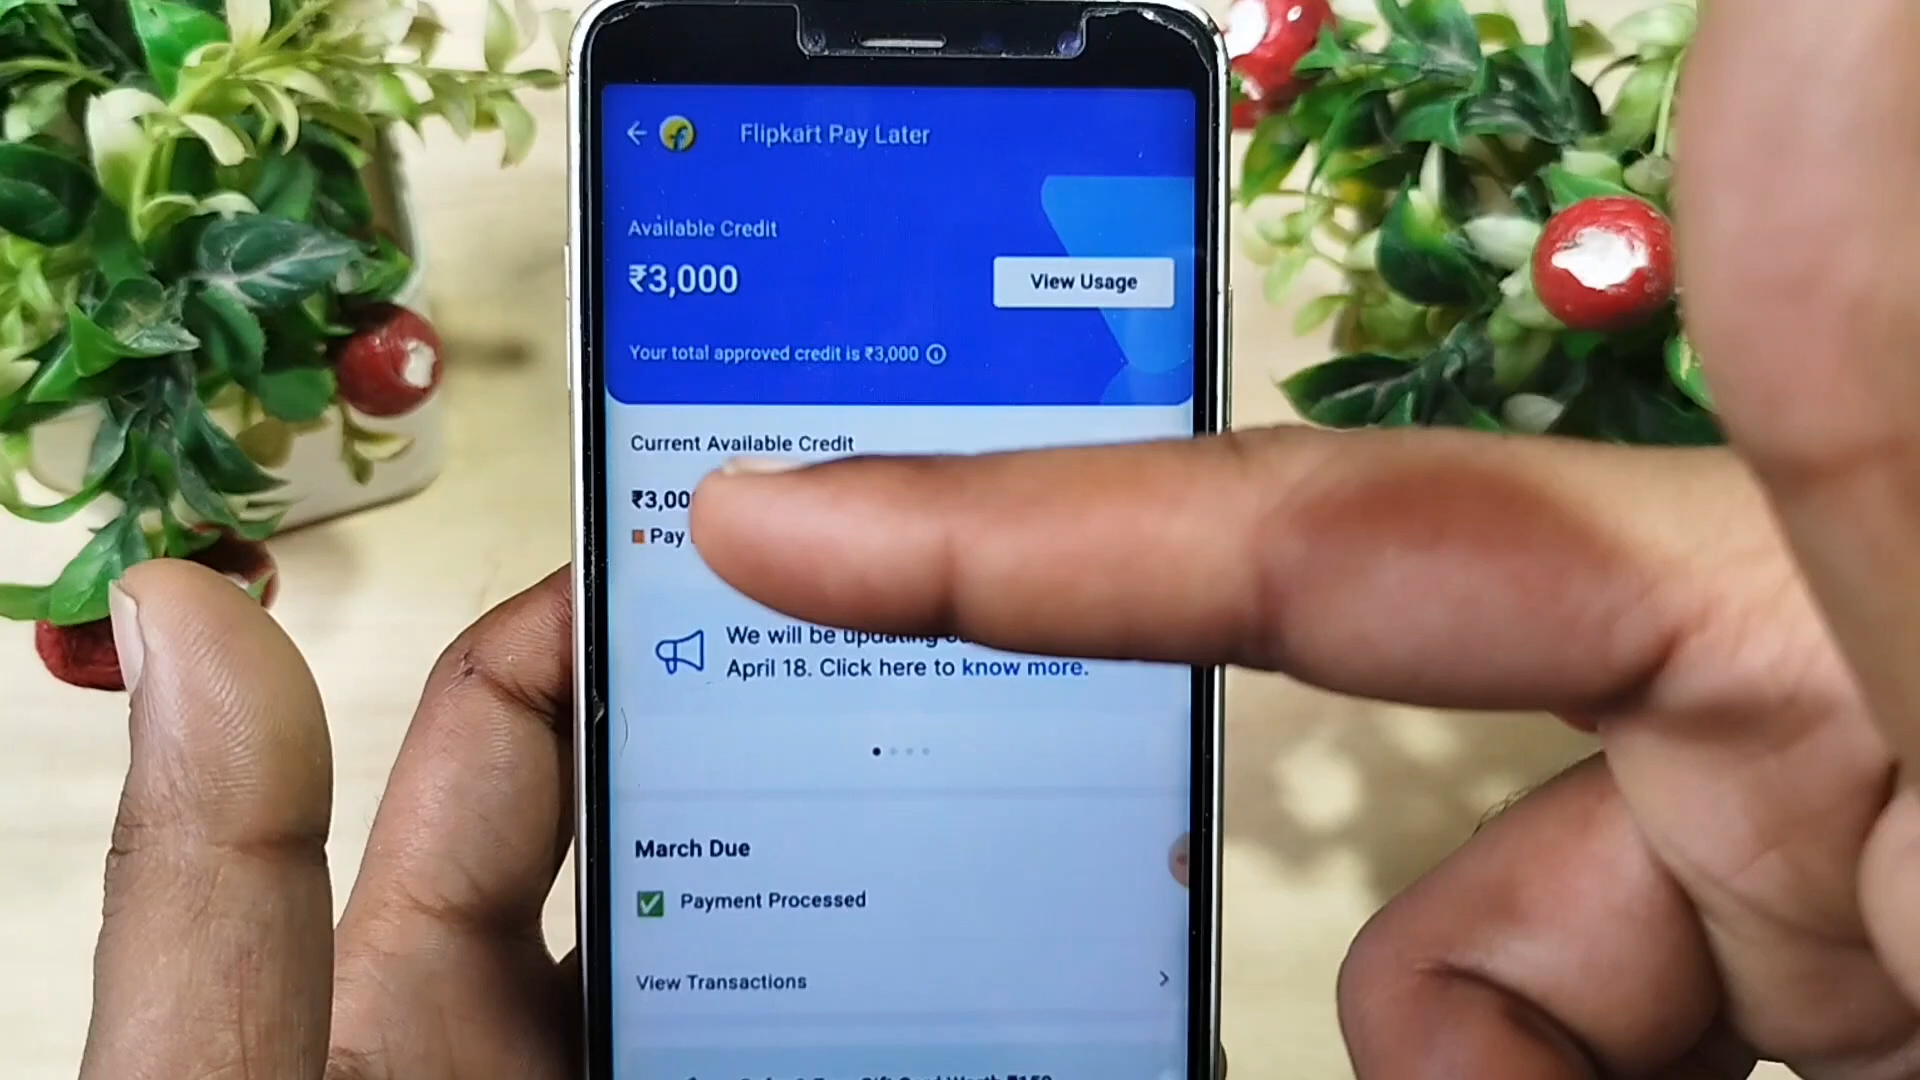 Flipkart Pay Later
Available Credit
₹3,000
View Usage
Your total approved credit is ₹3,000
Current Available Credit
₹3,00
Pay
We will be updating
April 18. Click here to know more.
March Due
Payment Processed
View Transactions